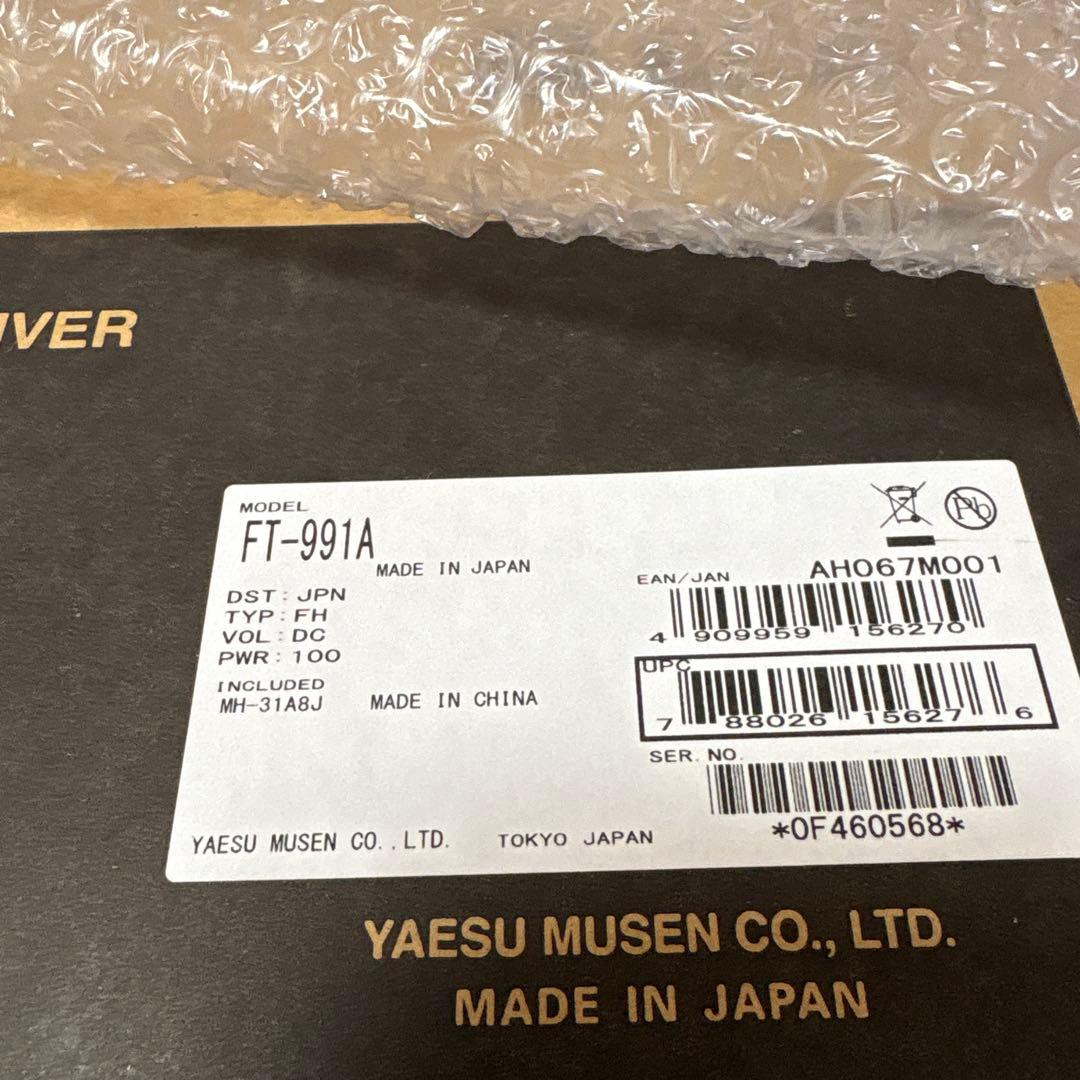 IVER
MODEL
FT-991A
MADE IN JAPAN
DST: JPN
TYP: FH
VOL: DC
PWR: 100
INCLUDED
MH-31A8J MADE IN CHINA
YAESU MUSEN CO.,LTD. TOKYO JAPAN
Pb
AH067M001
EAN/JAN
4 909959 156270
UPC
7 88026 15627 6
SER. NO.
*0F460568*
YAESU MUSEN CO., LTD.
MADE IN JAPAN